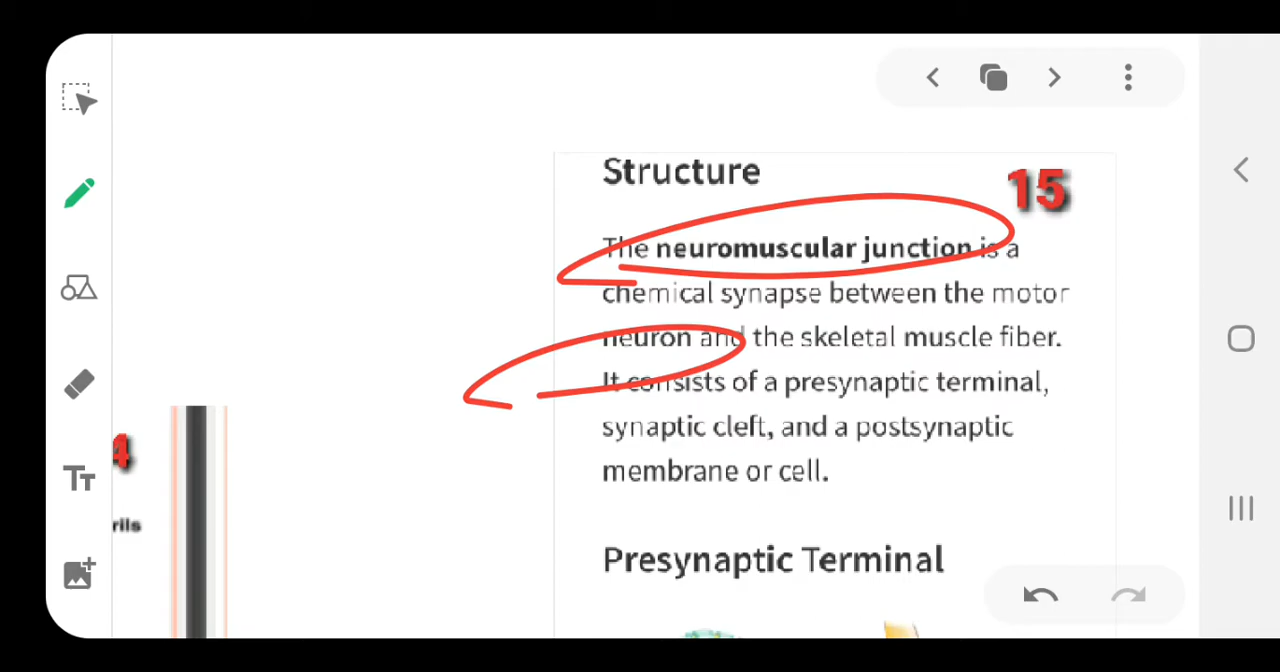 Structure
15
The neuromuscular junction is a
chemical synapse between the motor
neuron and the skeletal muscle fiber.
It consists of a presynaptic terminal,
synaptic cleft, and a postsynaptic
membrane or cell.
4
rils
Presynaptic Terminal
TT